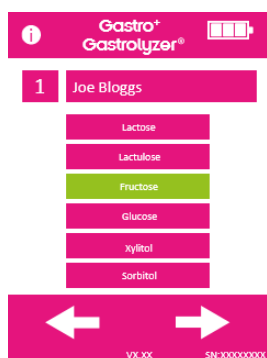 Gastro+
Gastrolyzer®
1 Joe Bloggs
Lactose
Lactulose
Fructose
Glucose
Xylitol
Sorbitol
VX.XX SN:XXXXXXXX